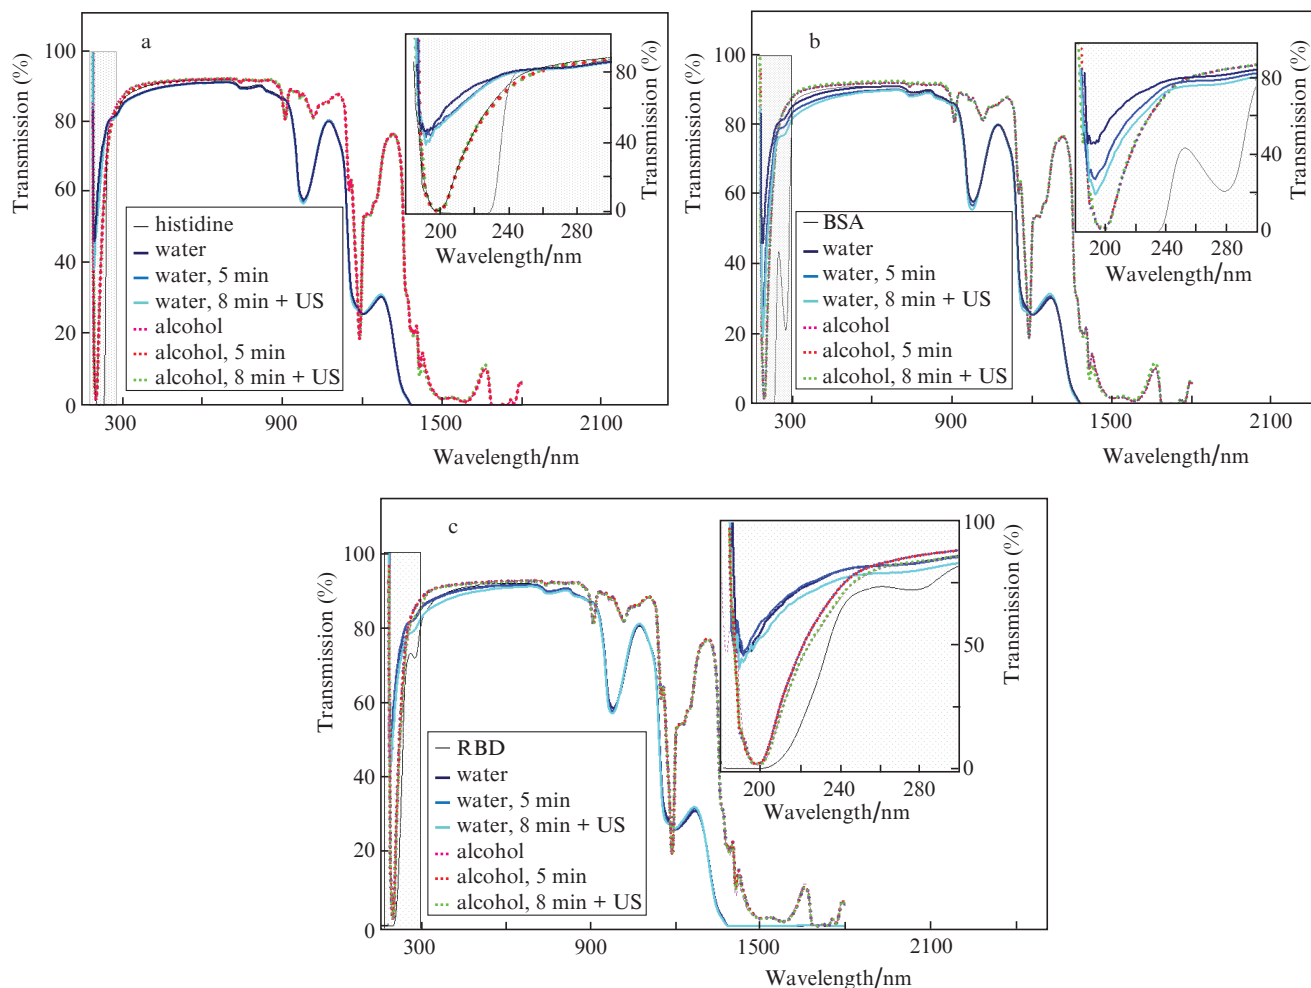 a
Transmission (%)
100
80
60
40
20
0
300
900
1500
2100
Wavelength/nm
histidine
water
water, 5 min
water, 8 min + US
alcohol
alcohol, 5 min
alcohol, 8 min + US
80
40
0
Transmission (%)
200
240
280
Wavelength/nm
b
Transmission (%)
100
80
60
40
20
0
300
900
1500
2100
Wavelength/nm
BSA
water
water, 5 min
water, 8 min + US
alcohol
alcohol, 5 min
alcohol, 8 min + US
80
40
0
Transmission (%)
200
240
280
Wavelength/nm
c
Transmission (%)
100
80
60
40
20
0
300
900
1500
2100
Wavelength/nm
RBD
water
water, 5 min
water, 8 min + US
alcohol
alcohol, 5 min
alcohol, 8 min + US
100
50
0
Transmission (%)
200
240
280
Wavelength/nm